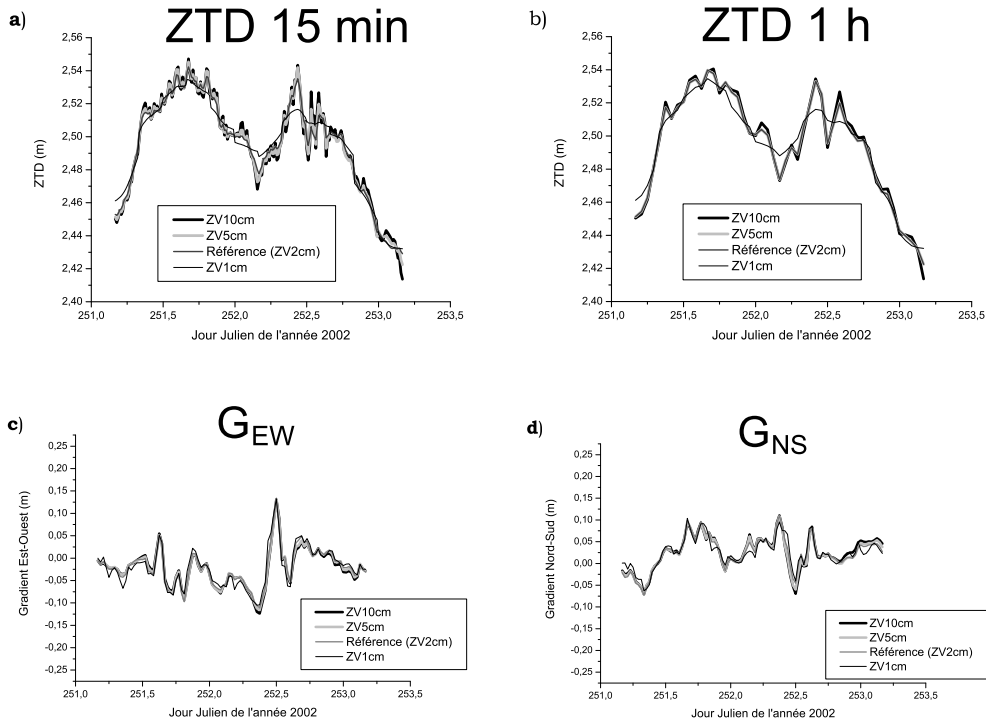 a)
ZTD 15 min
2,56
2,54
2,52
2,50
2,48
2,46
2,44
2,42
2,40
ZTD (m)
ZV10cm
ZV5cm
Référence (ZV2cm)
ZV1cm
251,0 251,5 252,0 252,5 253,0 253,5
Jour Julien de l'année 2002
b)
ZTD 1 h
2,56
2,54
2,52
2,50
2,48
2,46
2,44
2,42
2,40
ZTD (m)
ZV10cm
ZV5cm
Référence (ZV2cm)
ZV1cm
251,0 251,5 252,0 252,5 253,0 253,5
Jour Julien de l'année 2002
c)
GEW
0,25
0,20
0,15
0,10
0,05
0,00
-0,05
-0,10
-0,15
-0,20
-0,25
Gradient Est-Ouest (m)
ZV10cm
ZV5cm
Référence (ZV2cm)
ZV1cm
251,0 251,5 252,0 252,5 253,0 253,5
Jour Julien de l'année 2002
d)
GNS
0,25
0,20
0,15
0,10
0,05
0,00
-0,05
-0,10
-0,15
-0,20
-0,25
Gradient Nord-Sud (m)
ZV10cm
ZV5cm
Référence (ZV2cm)
ZV1cm
251,0 251,5 252,0 252,5 253,0 253,5
Jour Julien de l'année 2002